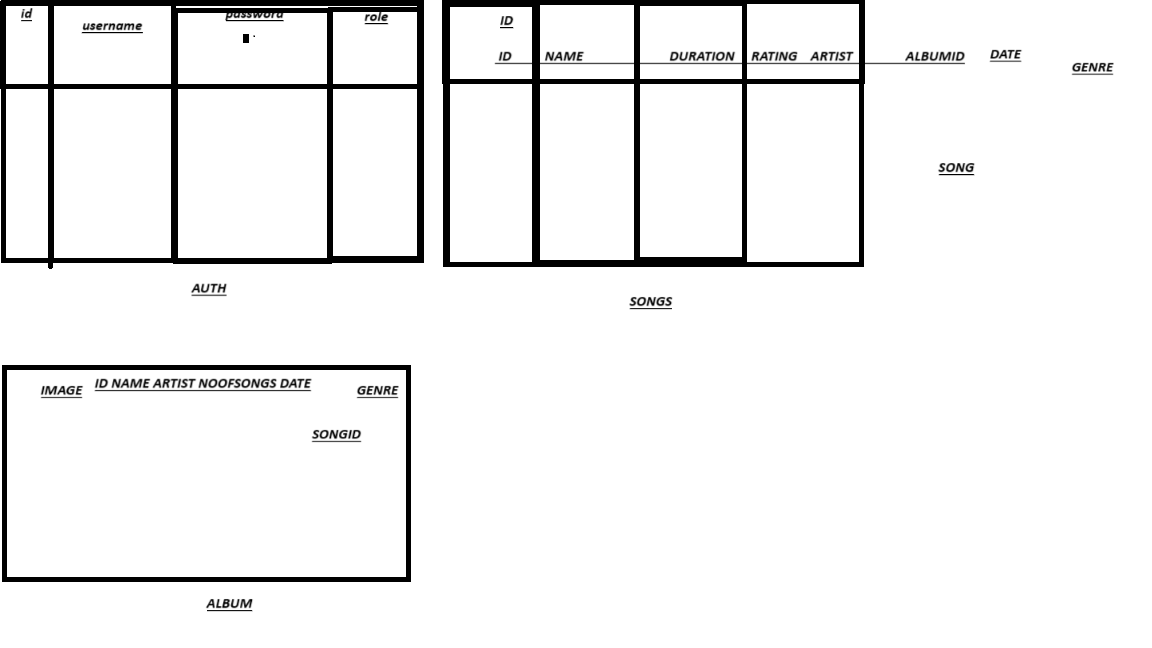 id
username
password
role
AUTH
ID
ID NAME DURATION RATING ARTIST ALBUMID
DATE
GENRE
SONG
SONGS
IMAGE
ID NAME ARTIST NOOFSONGS DATE
GENRE
SONGID
ALBUM